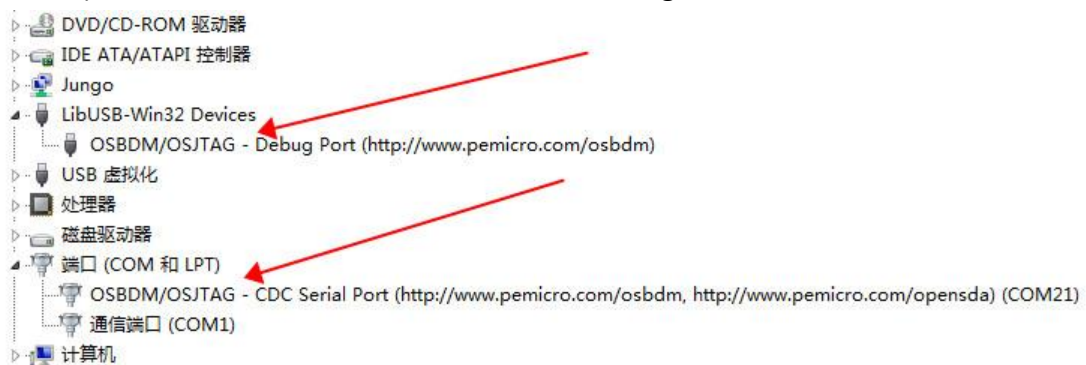 DVD/CD-ROM 驱动器
IDE ATA/ATAPI 控制器
Jungo
LibUSB-Win32 Devices
OSBDM/OSJTAG - Debug Port (http://www.pemicro.com/osbdm)
USB 虚拟化
处理器
磁盘驱动器
端口 (COM 和 LPT)
OSBDM/OSJTAG - CDC Serial Port (http://www.pemicro.com/osbdm, http://www.pemicro.com/opensda) (COM21)
通信端口 (COM1)
计算机